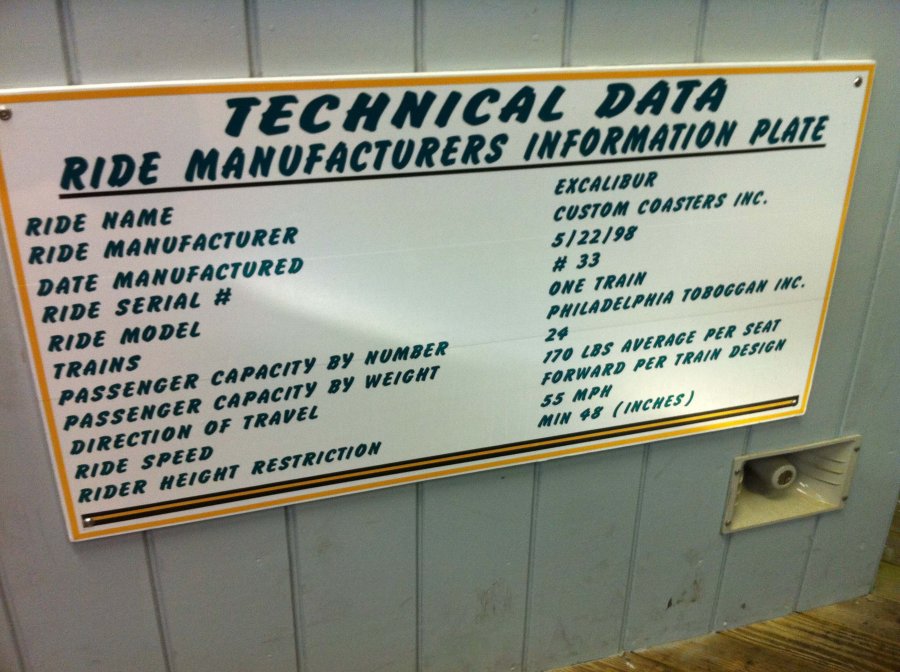 TECHNICAL DATA
RIDE MANUFACTURERS INFORMATION PLATE
RIDE NAME EXCALIBUR
RIDE MANUFACTURER CUSTOM COASTERS INC.
DATE MANUFACTURED 5/22/98
RIDE SERIAL # # 33
RIDE MODEL ONE TRAIN
TRAINS PHILADELPHIA TOBOGGAN INC.
PASSENGER CAPACITY BY NUMBER 24
PASSENGER CAPACITY BY WEIGHT 170 LBS AVERAGE PER SEAT
DIRECTION OF TRAVEL FORWARD PER TRAIN DESIGN
RIDE SPEED 55 MPH
RIDER HEIGHT RESTRICTION MIN 48 (INCHES)